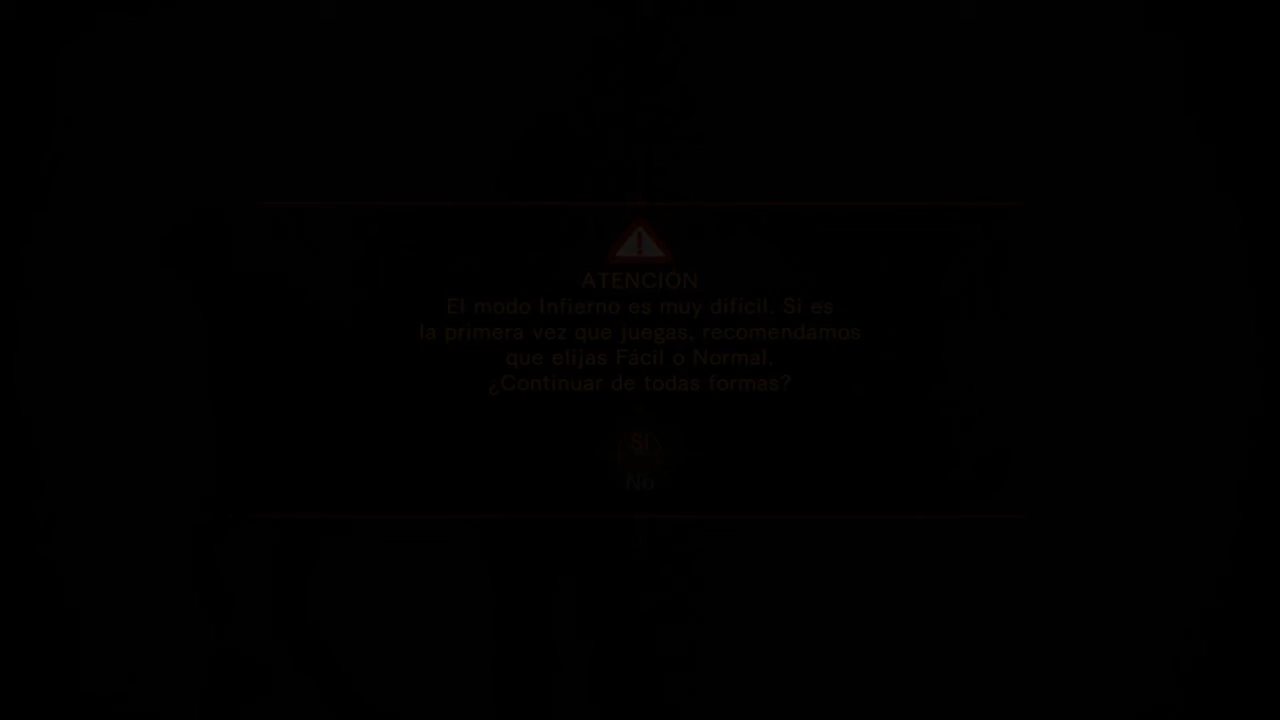 ATENCIÓN
El modo Infierno es muy difícil. Si es
la primera vez que juegas, recomendamos
que elijas Fácil o Normal.
¿Continuar de todas formas?
Sí
No